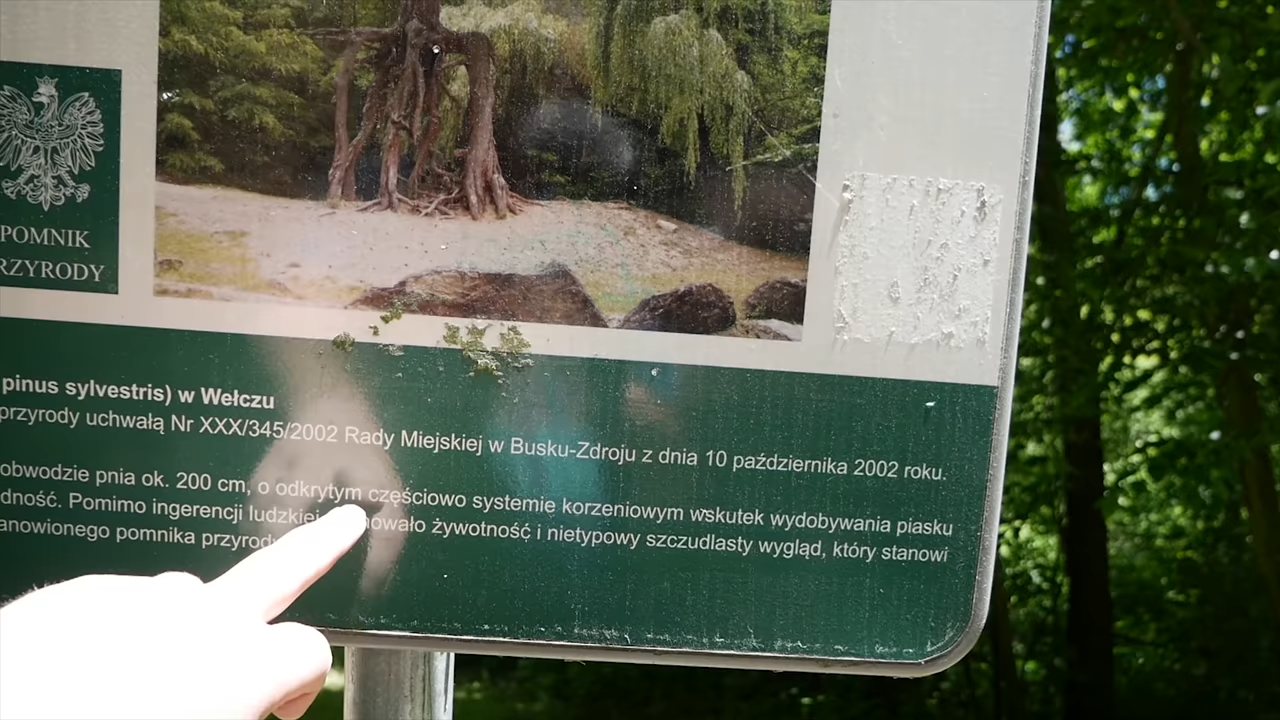 POMNIK
RZYRODY
pinus sylvestris) w Wełczu
przyrody uchwałą Nr XXX/345/2002 Rady Miejskiej w Busku-Zdroju z dnia 10 października 2002 roku.
obwodzie pnia ok. 200 cm, o odkrytym częściowo systemie korzeniowym wskutek wydobywania piasku
dność. Pomimo ingerencji ludzkiej howało żywotność i nietypowy szczudlasty wygląd, który stanowi
anowionego pomnika przyrody